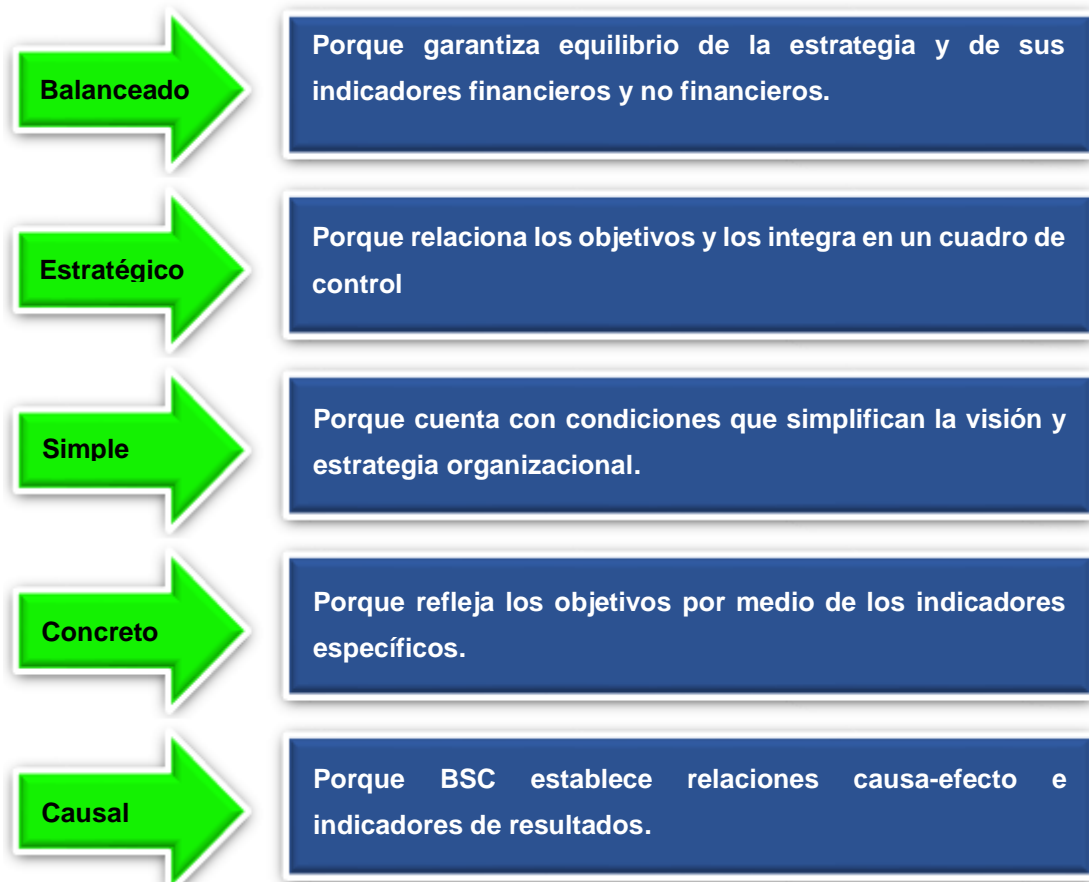 Balanceado
Porque garantiza equilibrio de la estrategia y de sus
indicadores financieros y no financieros.
Estratégico
Porque relaciona los objetivos y los integra en un cuadro de
control
Simple
Porque cuenta con condiciones que simplifican la visión y
estrategia organizacional.
Concreto
Porque refleja los objetivos por medio de los indicadores
específicos.
Causal
Porque BSC establece relaciones causa-efecto e
indicadores de resultados.